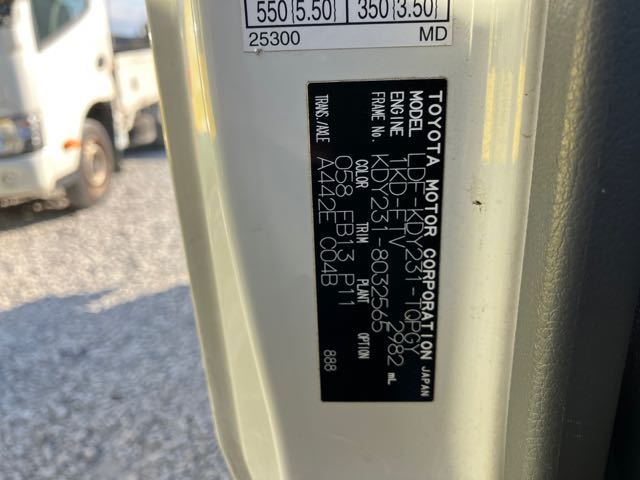 550{5.50} 350{3.50}
25300 MD
TOYOTA MOTOR CORPORATION JAPAN
MODEL LDF-KDY231-TQPGY
ENGINE 1KD-FTV 2982 mL
FRAME No. KDY231-8032565
COLOR TRIM PLANT OPTION
058 FB13 P11
TRANS./AXLE A442E C04B 888